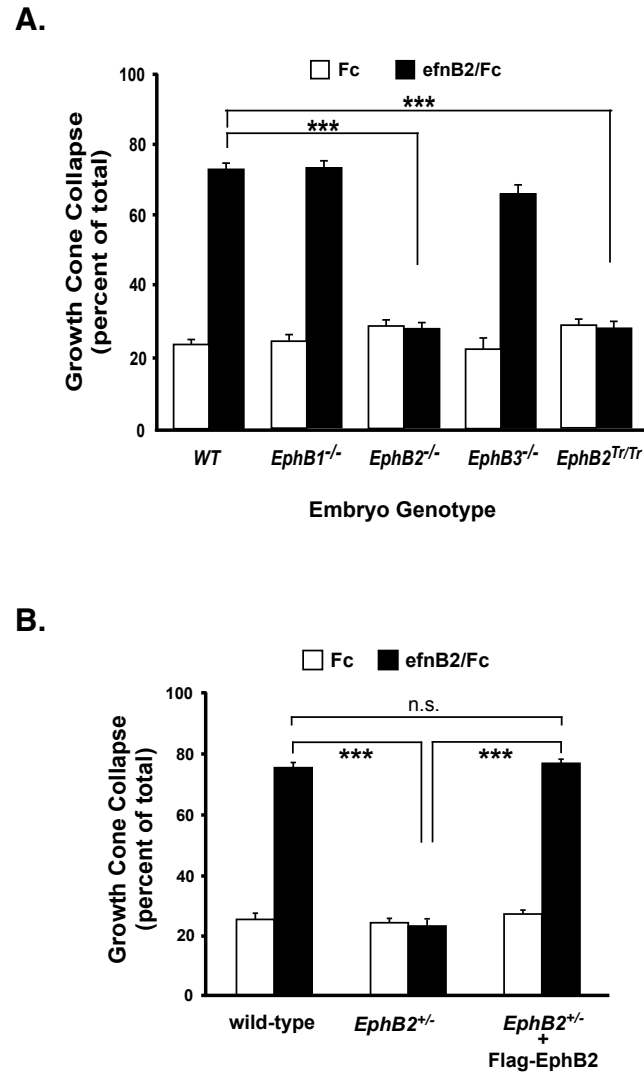 A.
Fc efnB2/Fc
Growth Cone Collapse
(percent of total)
100
80
60
40
20
0
***
***
WT EphB1-/- EphB2-/- EphB3-/- EphB2Tr/Tr
Embryo Genotype
B.
Fc efnB2/Fc
Growth Cone Collapse
(percent of total)
100
80
60
40
20
0
n.s.
*** ***
wild-type EphB2+/- EphB2+/-
+
Flag-EphB2